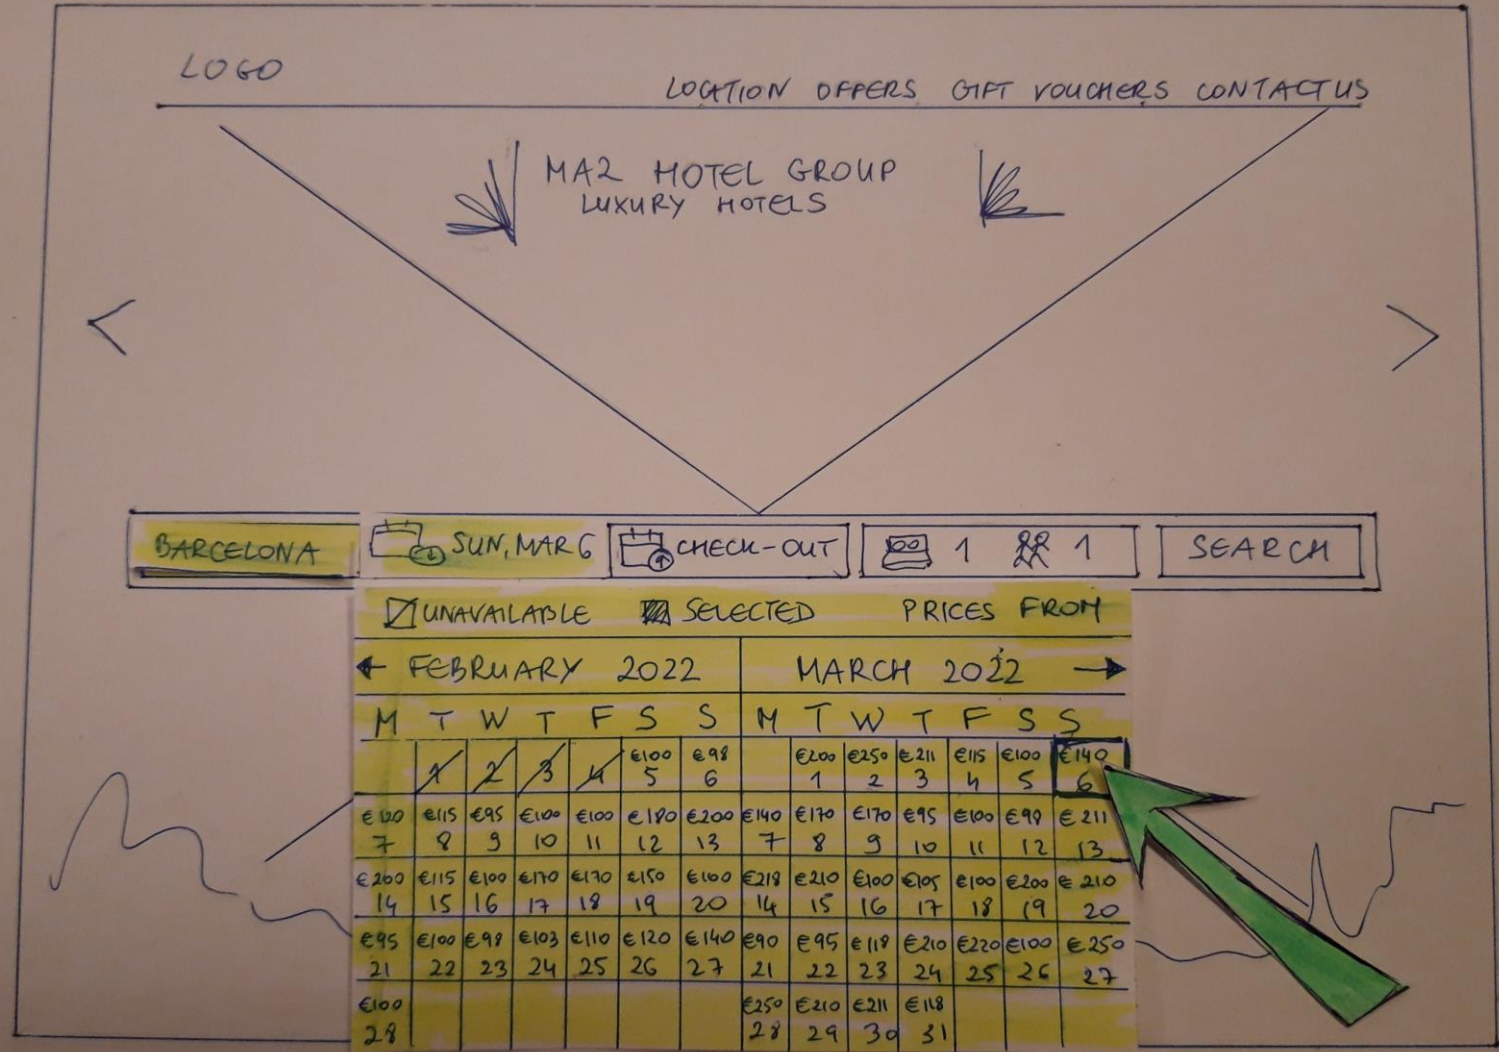 LOGO
LOCATION OFFERS GIFT VOUCHERS CONTACT US
MA2 HOTEL GROUP
LUXURY HOTELS
BARCELONA SUN, MAR 6 CHECK-OUT 1 1 SEARCH
UNAVAILABLE SELECTED PRICES FROM
FEBRUARY 2022 MARCH 2022
M T W T F S S M T W T F S S
€100 €98 €200 €250 €211 €115 €100 €140
1 2 3 4 5 6 1 2 3 4 5 6
€120 €115 €95 €100 €100 €180 €200 €140 €170 €170 €95 €100 €98 €211
7 8 9 10 11 12 13 7 8 9 10 11 12 13
€200 €115 €100 €170 €170 €150 €100 €218 €210 €100 €105 €100 €200 €210
14 15 16 17 18 19 20 14 15 16 17 18 19 20
€95 €100 €98 €103 €110 €120 €140 €90 €95 €118 €210 €220 €100 €250
21 22 23 24 25 26 27 21 22 23 24 25 26 27
€100 €250 €210 €211 €118
28 28 29 30 31